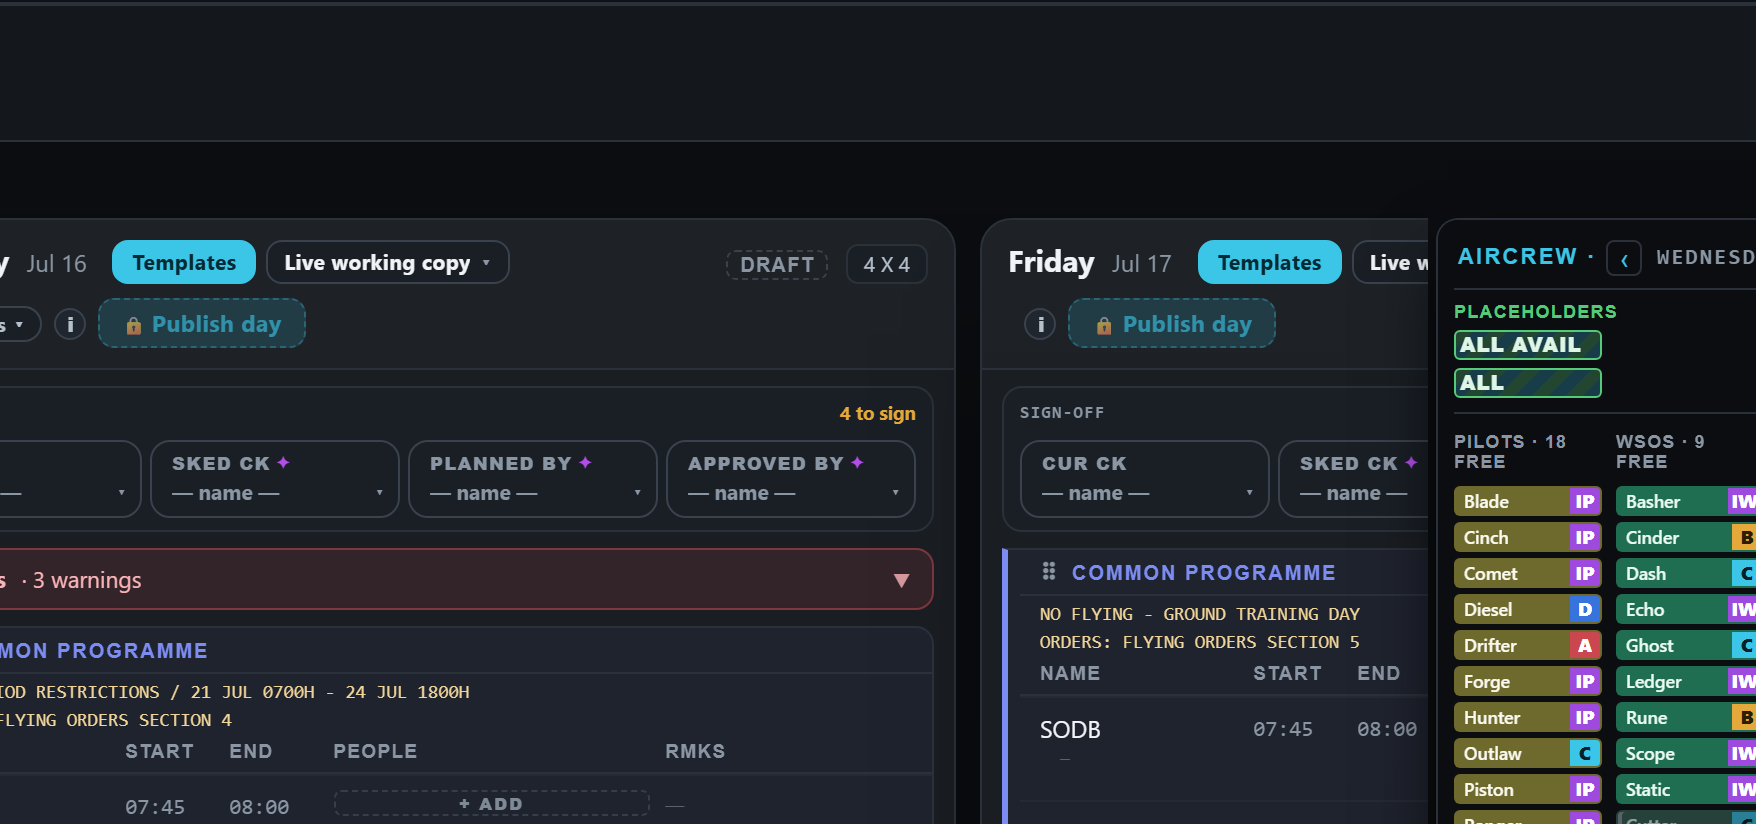 y Jul 16 Templates Live working copy ▾ DRAFT 4 X 4
s ▾ i 🔒 Publish day
4 to sign
SKED CK ✦ PLANNED BY ✦ APPROVED BY ✦
— ▾ — name — ▾ — name — ▾ — name — ▾
s · 3 warnings ▼
MON PROGRAMME
IOD RESTRICTIONS / 21 JUL 0700H - 24 JUL 1800H
FLYING ORDERS SECTION 4
START END PEOPLE RMKS
07:45 08:00 + ADD —
Friday Jul 17 Templates Live w
i 🔒 Publish day
SIGN-OFF
CUR CK SKED CK ✦
— name — ▾ — name —
COMMON PROGRAMME
NO FLYING - GROUND TRAINING DAY
ORDERS: FLYING ORDERS SECTION 5
NAME START END
SODB 07:45 08:00
—
AIRCREW · ‹ WEDNESD
PLACEHOLDERS
ALL AVAIL
ALL
PILOTS · 18 FREE
WSOS · 9 FREE
Blade IP Basher IW
Cinch IP Cinder B
Comet IP Dash C
Diesel D Echo IW
Drifter A Ghost C
Forge IP Ledger IW
Hunter IP Rune B
Outlaw C Scope IW
Piston IP Static IW